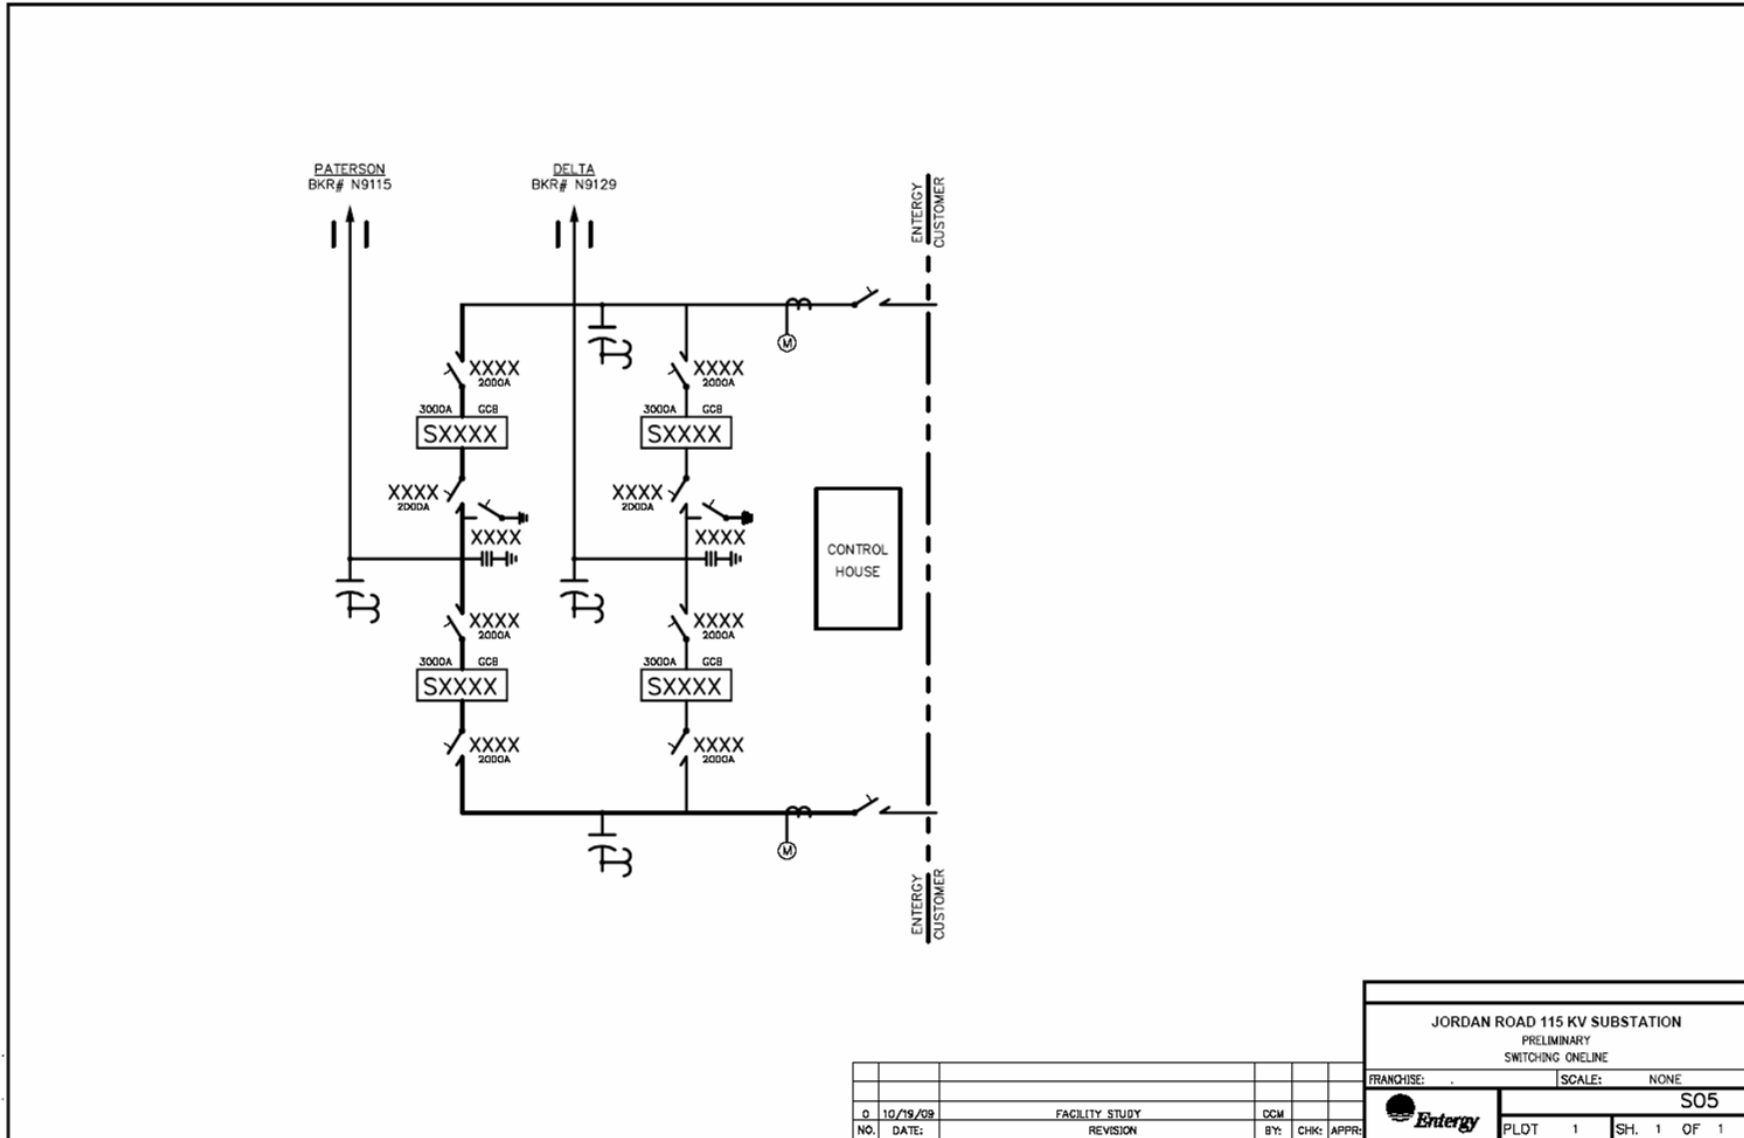 PATERSON
BKR# N9115
DELTA
BKR# N9129
ENTERGY
CUSTOMER
M
XXXX
2000A
XXXX
2000A
3000A GCB
SXXXX
3000A GCB
SXXXX
XXXX
2000A
XXXX
2000A
XXXX
XXXX
CONTROL
HOUSE
XXXX
2000A
XXXX
2000A
3000A GCB
SXXXX
3000A GCB
SXXXX
XXXX
2000A
XXXX
2000A
M
ENTERGY
CUSTOMER
JORDAN ROAD 115 KV SUBSTATION
PRELIMINARY
SWITCHING ONELINE
FRANCHISE: . SCALE: NONE
S05
Entergy
PLOT 1 SH. 1 OF 1
0 10/19/09 FACILITY STUDY CCM
NO. DATE: REVISION BY: CHK: APPR: